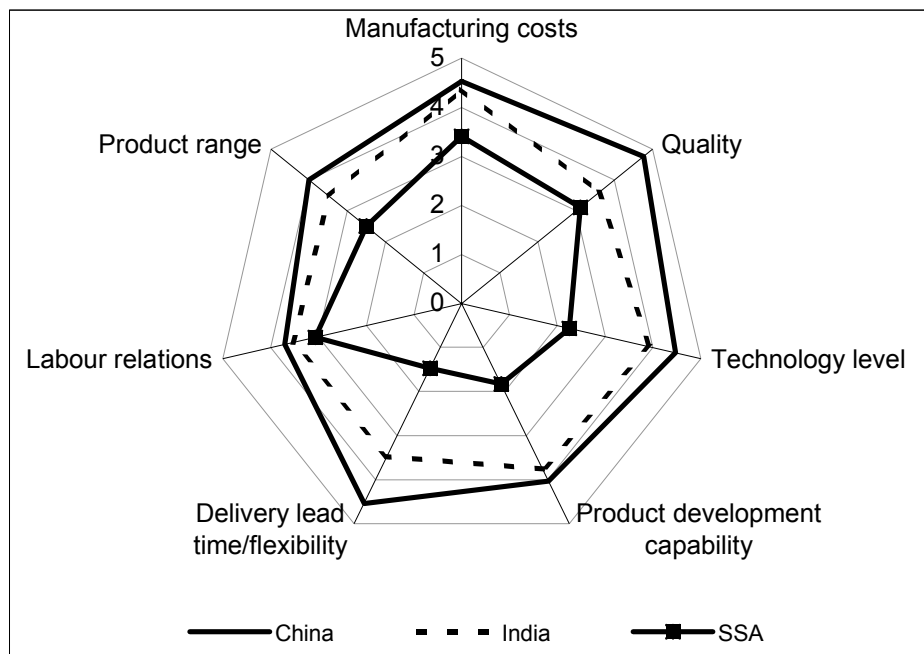 Manufacturing costs
5
4
3
2
1
0
Product range
Quality
Labour relations
Technology level
Delivery lead
time/flexibility
Product development
capability
China
India
SSA